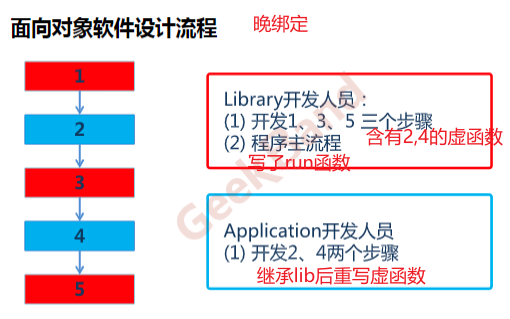 面向对象软件设计流程
晚绑定
1
2
3
4
5
Library开发人员：
(1) 开发1、3、5 三个步骤
(2) 程序主流程
含有2,4的虚函数
写了run函数
Application开发人员
(1) 开发2、4两个步骤
继承lib后重写虚函数